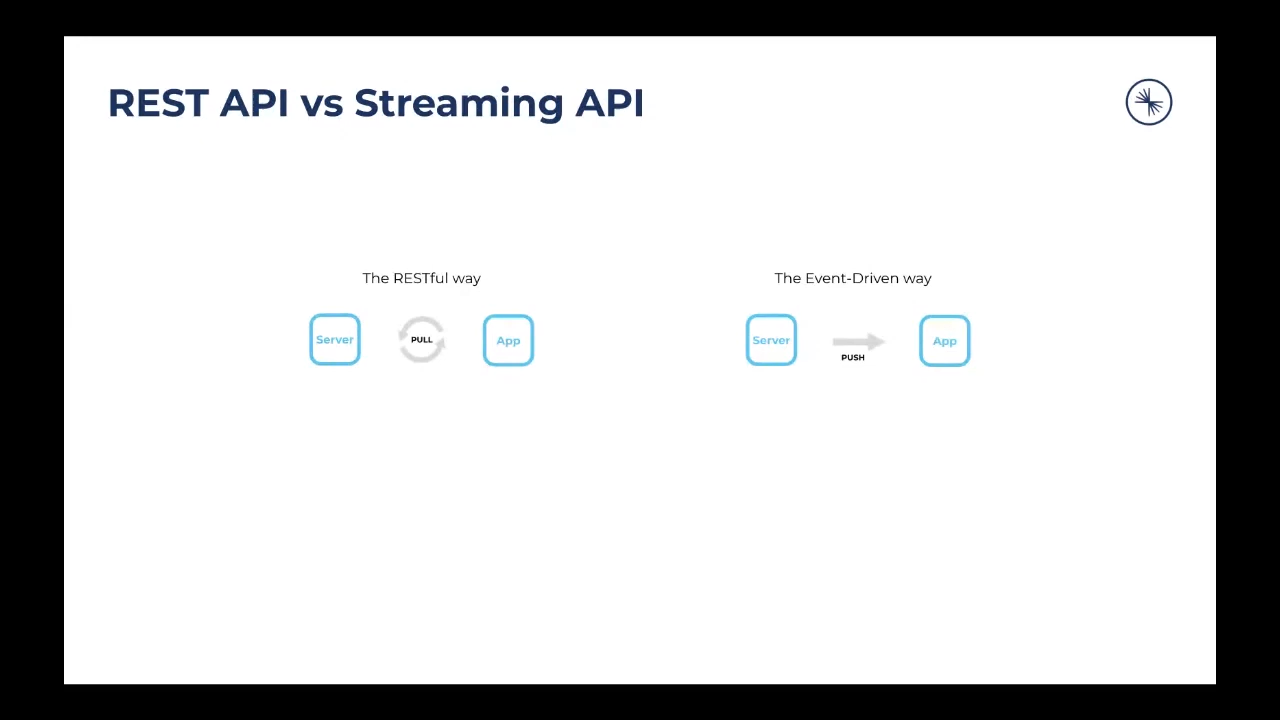 REST API vs Streaming API
The RESTful way
Server
PULL
App
The Event-Driven way
Server
PUSH
App